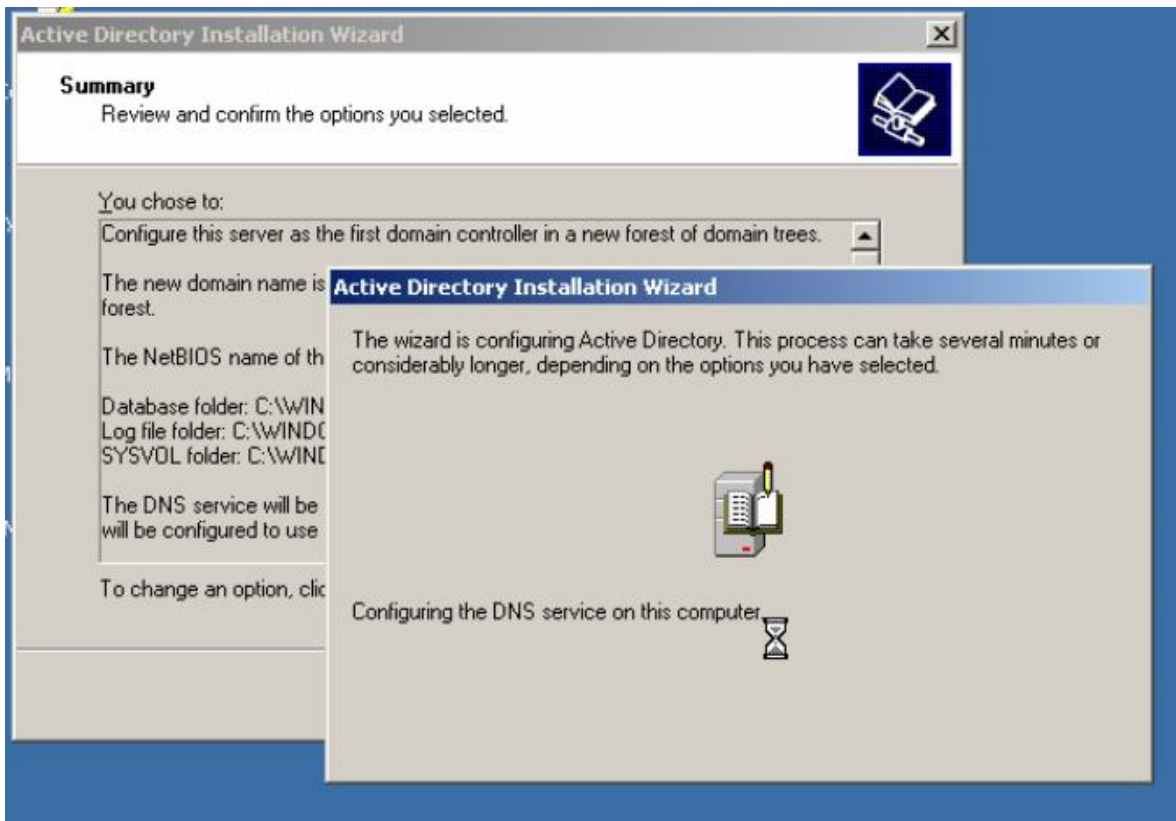 Active Directory Installation Wizard
Summary
Review and confirm the options you selected.
You chose to:
Configure this server as the first domain controller in a new forest of domain trees.
The new domain name is
forest.
The NetBIOS name of th
Database folder: C:\WIN
Log file folder: C:\WINDO
SYSVOL folder: C:\WIND
The DNS service will be
will be configured to use
To change an option, clic
Active Directory Installation Wizard
The wizard is configuring Active Directory. This process can take several minutes or
considerably longer, depending on the options you have selected.
Configuring the DNS service on this computer